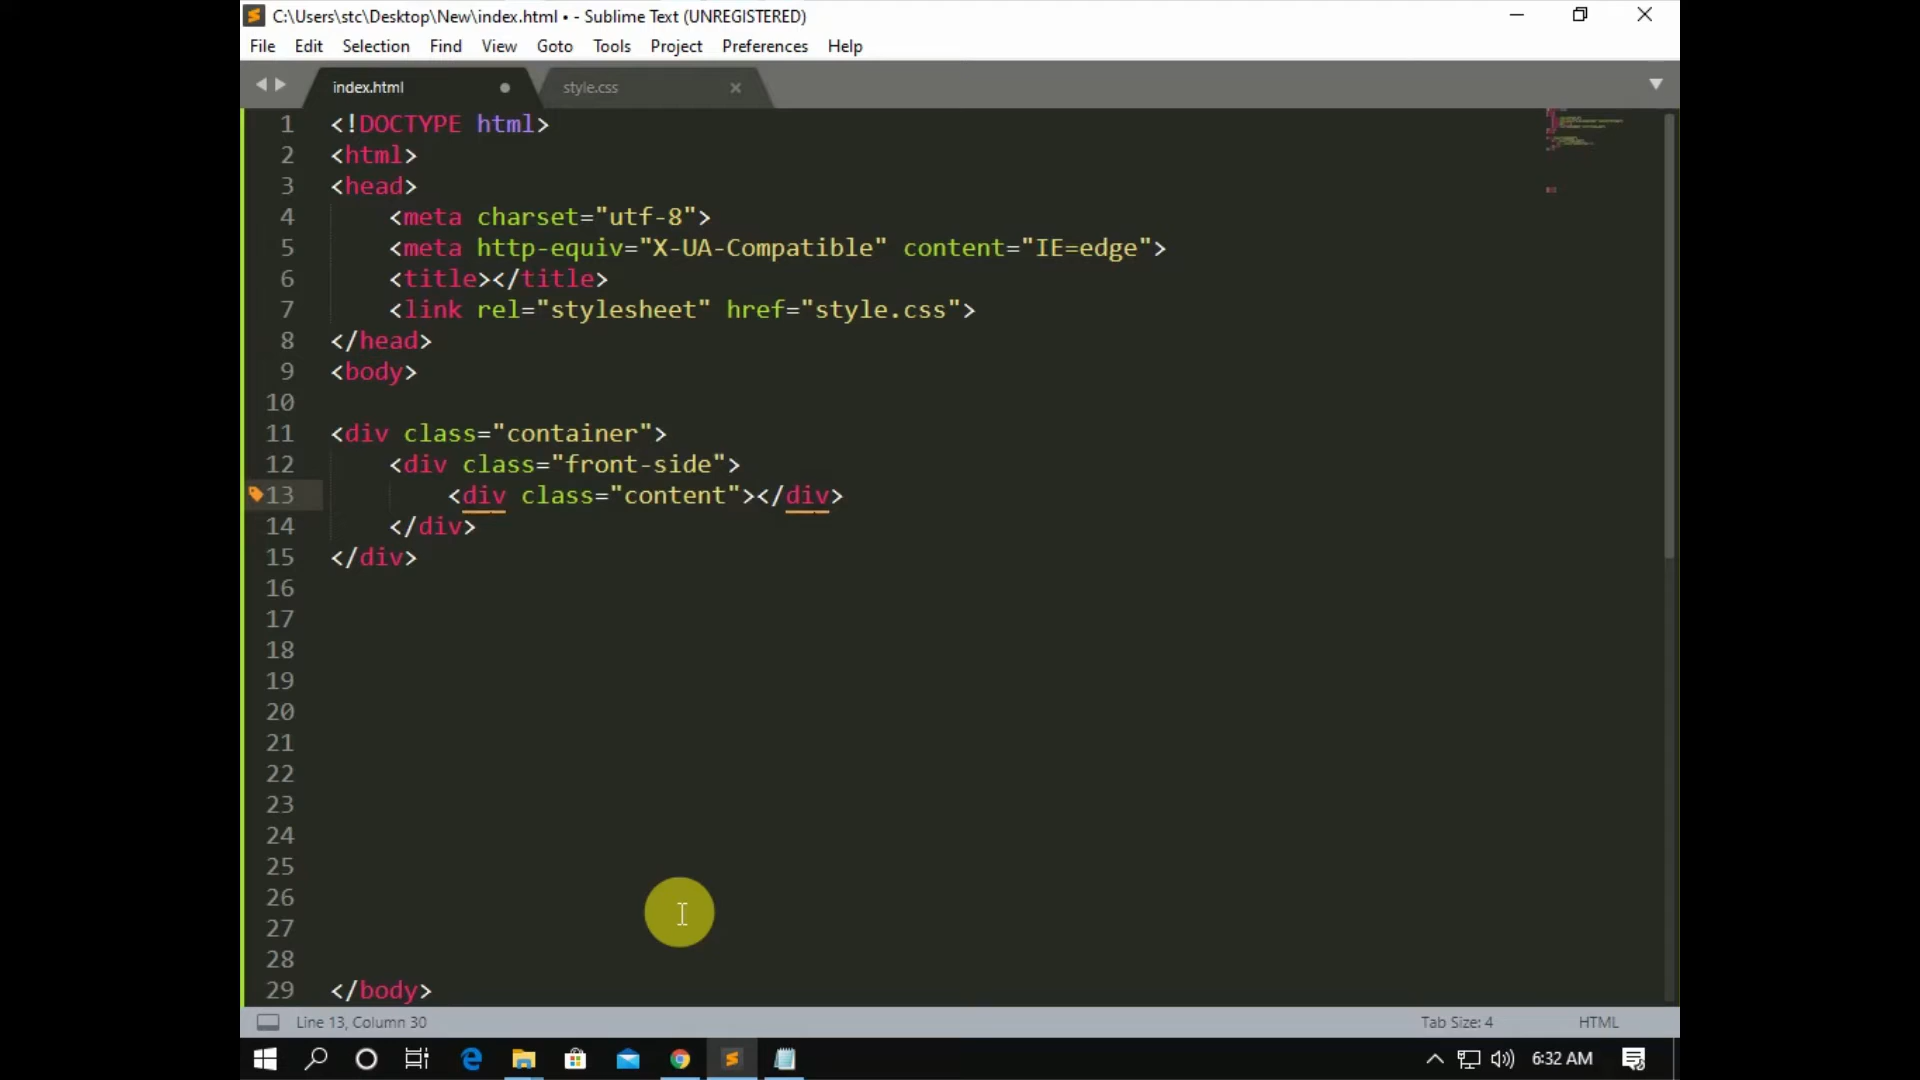 C:\Users\stc\Desktop\New\index.html • - Sublime Text (UNREGISTERED)
File Edit Selection Find View Goto Tools Project Preferences Help
index.html style.css
1 <!DOCTYPE html>
2 <html>
3 <head>
4 <meta charset="utf-8">
5 <meta http-equiv="X-UA-Compatible" content="IE=edge">
6 <title></title>
7 <link rel="stylesheet" href="style.css">
8 </head>
9 <body>
10
11 <div class="container">
12 <div class="front-side">
13 <div class="content"></div>
14 </div>
15 </div>
16
17
18
19
20
21
22
23
24
25
26
27
28
29 </body>
Line 13, Column 30 Tab Size: 4 HTML
6:32 AM